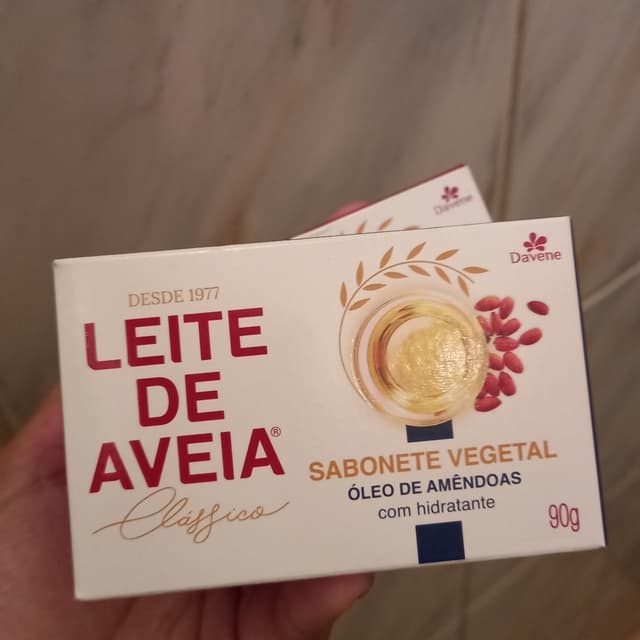 Davene
Davene
DESDE 1977
LEITE
DE
AVEIA®
Clássico
SABONETE VEGETAL
ÓLEO DE AMÊNDOAS
com hidratante
90g